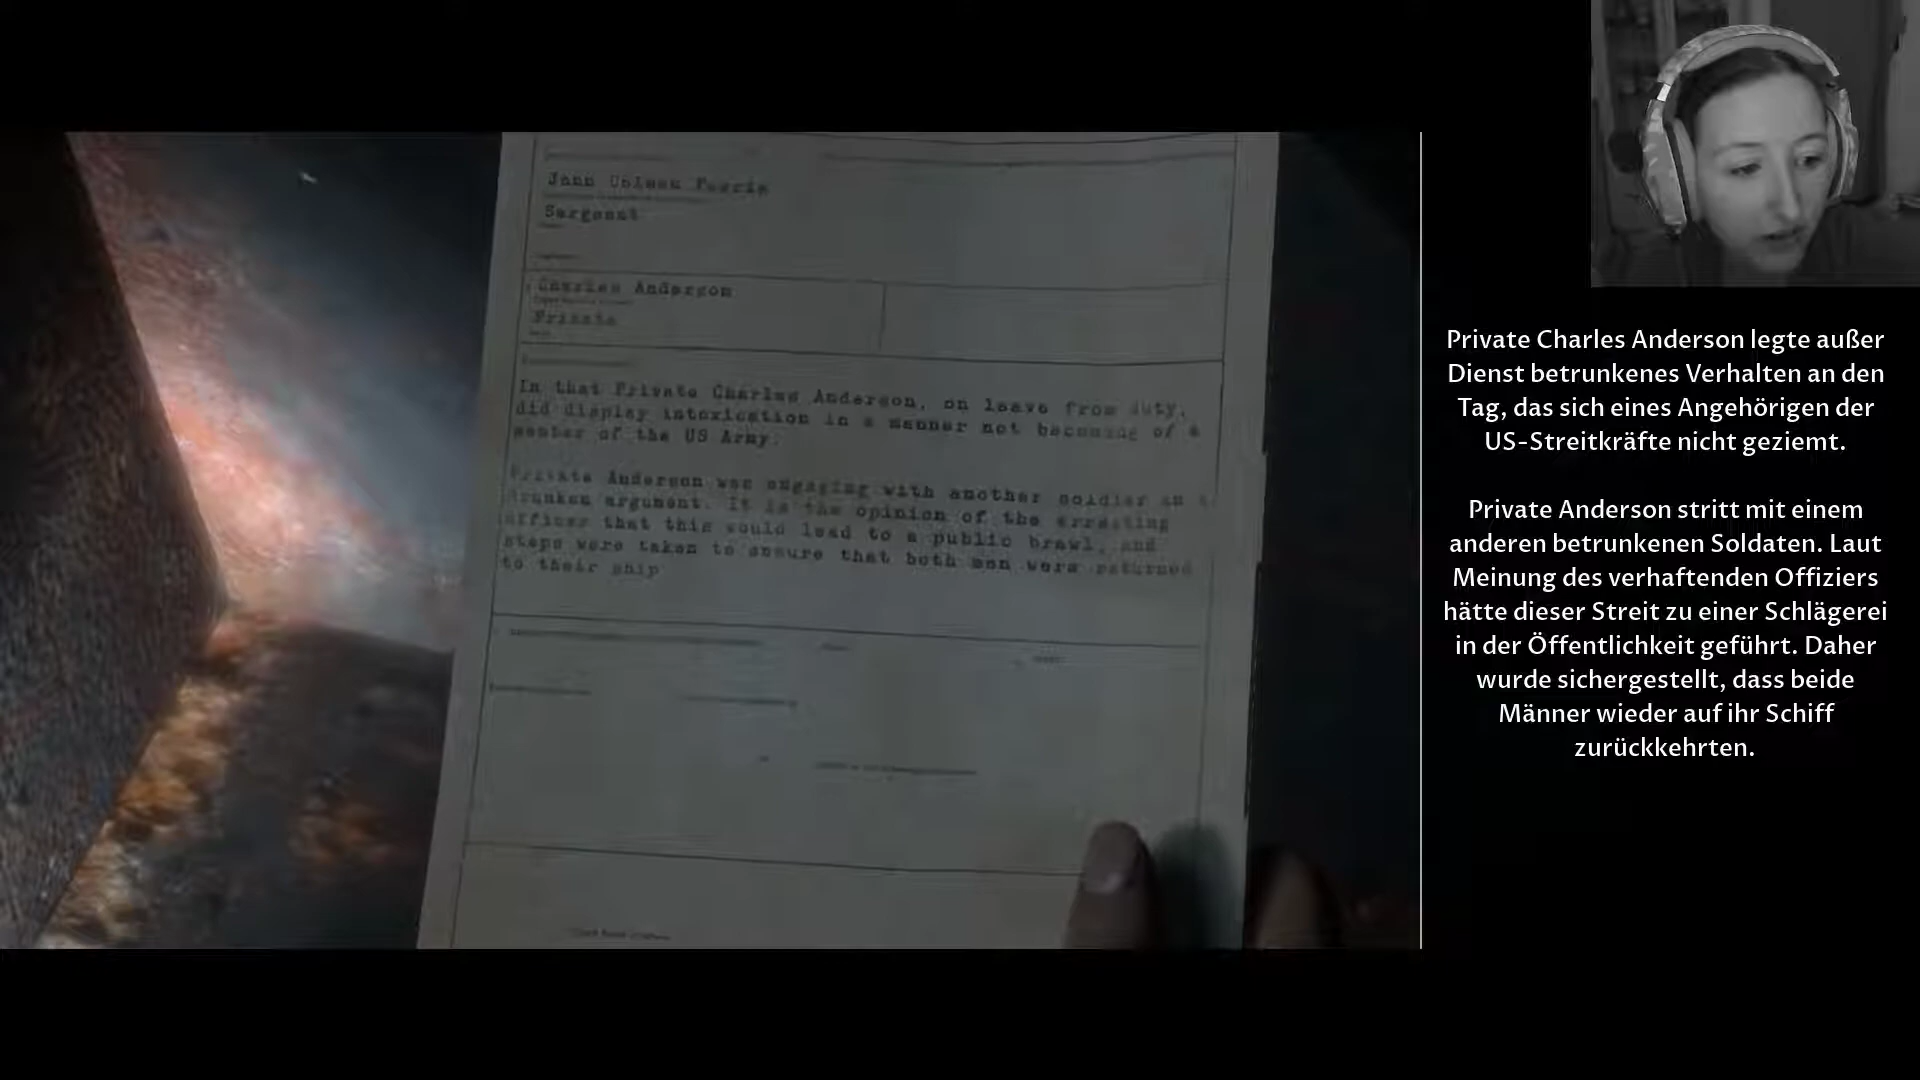 John
Sergeant
Charles Anderson
Private
In that Private Charles Anderson, on leave from duty,
did display intoxication in a manner not becoming of a
member of the US Army.
Private Anderson was engaging with another soldier in a
drunken argument. It is the opinion of the arresting
officer that this would lead to a public brawl, and
steps were taken to ensure that both men were returned
to their ship
Private Charles Anderson legte außer
Dienst betrunkenes Verhalten an den
Tag, das sich eines Angehörigen der
US-Streitkräfte nicht geziemt.
Private Anderson stritt mit einem
anderen betrunkenen Soldaten. Laut
Meinung des verhaftenden Offiziers
hätte dieser Streit zu einer Schlägerei
in der Öffentlichkeit geführt. Daher
wurde sichergestellt, dass beide
Männer wieder auf ihr Schiff
zurückkehrten.